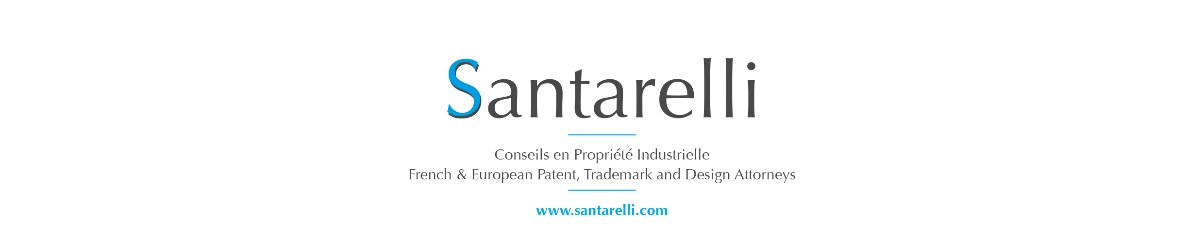 Santarelli
Conseils en Propriété Industrielle
French & European Patent, Trademark and Design Attorneys
www.santarelli.com